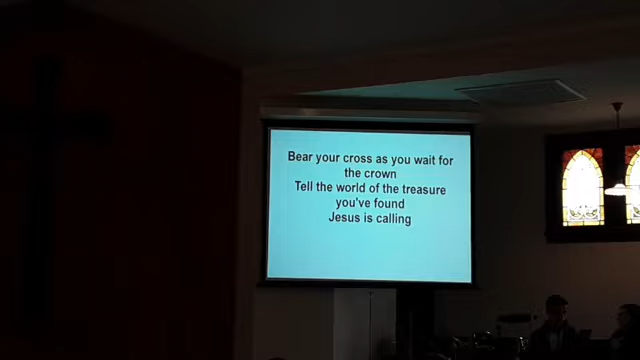 Bear your cross as you wait for
the crown
Tell the world of the treasure
you've found
Jesus is calling